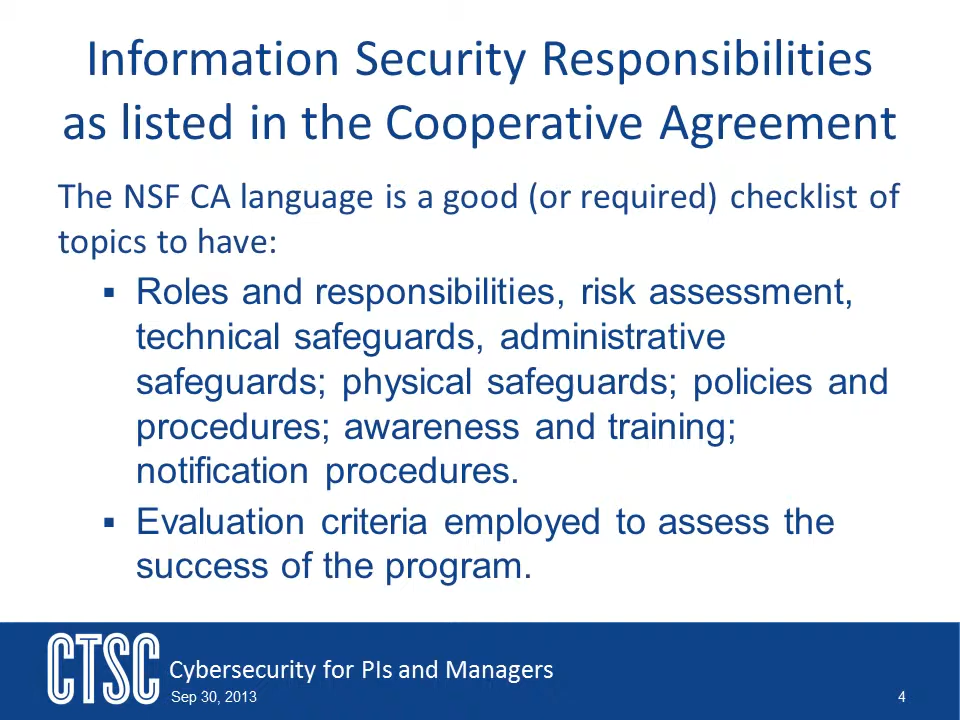 Information Security Responsibilities
as listed in the Cooperative Agreement
The NSF CA language is a good (or required) checklist of
topics to have:
▪ Roles and responsibilities, risk assessment,
technical safeguards, administrative
safeguards; physical safeguards; policies and
procedures; awareness and training;
notification procedures.
▪ Evaluation criteria employed to assess the
success of the program.
CTSC
Cybersecurity for PIs and Managers
Sep 30, 2013
4